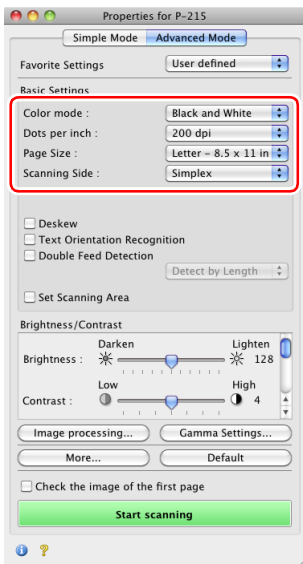 Properties for P-215
Simple Mode Advanced Mode
Favorite Settings User defined
Basic Settings
Color mode : Black and White
Dots per inch : 200 dpi
Page Size : Letter - 8.5 x 11 in
Scanning Side : Simplex
Deskew
Text Orientation Recognition
Double Feed Detection
Detect by Length
Set Scanning Area
Brightness/Contrast
Darken Lighten
Brightness : 128
Low High
Contrast : 4
Image processing... Gamma Settings...
More... Default
Check the image of the first page
Start scanning